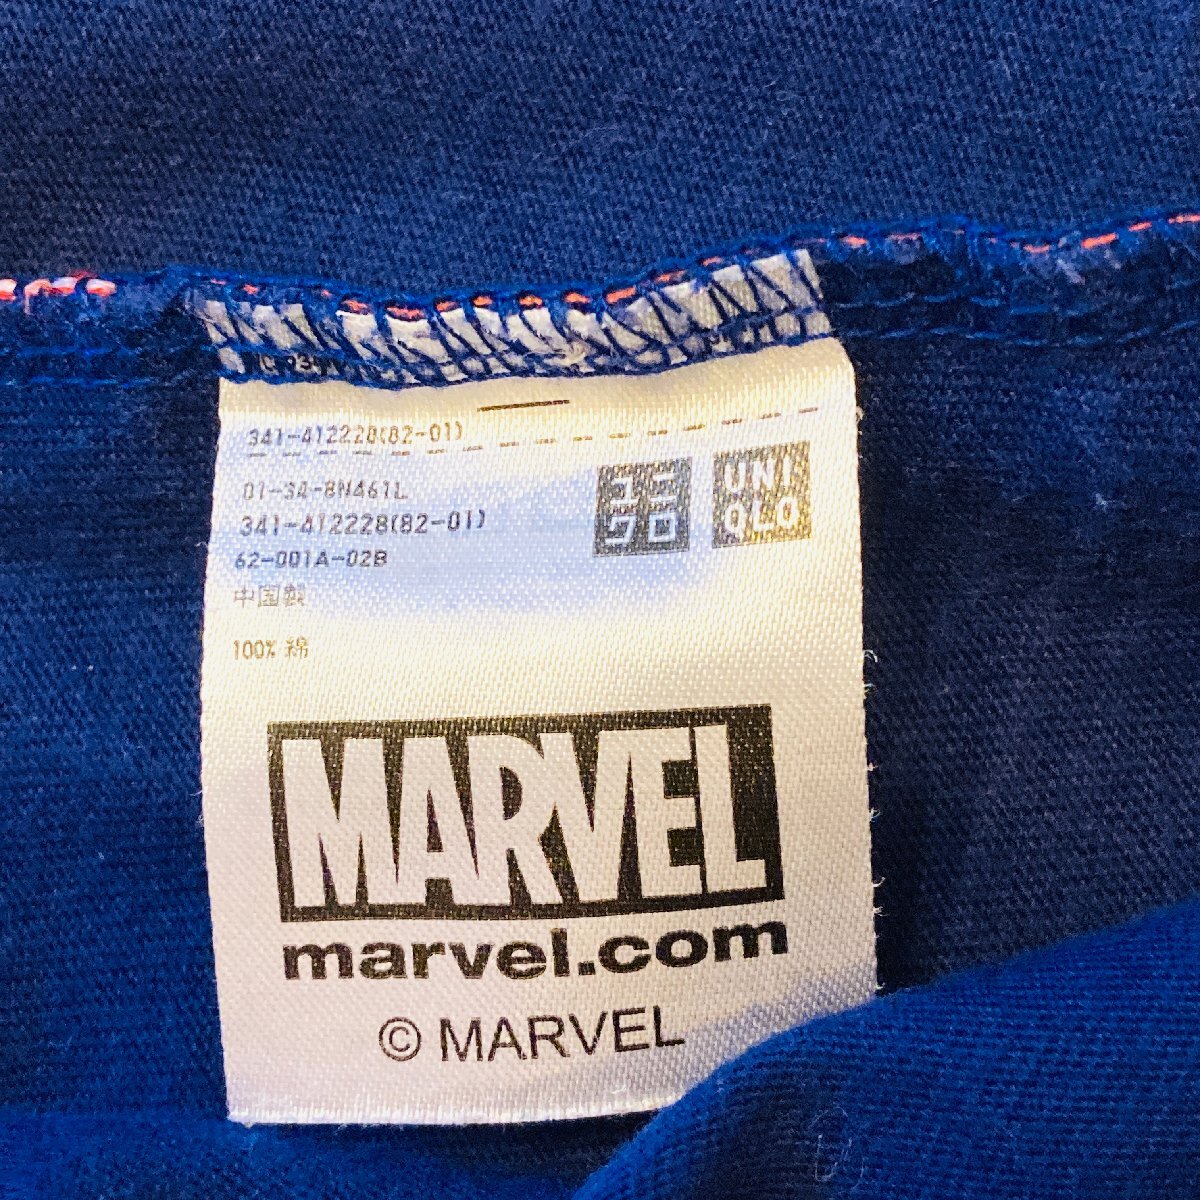 341-412228(82-01)
01-34-8N461L
341-412228(82-01)
62-001A-02B
中国製
100% 綿
ユニ
クロ
UNI
QLO
MARVEL
marvel.com
© MARVEL